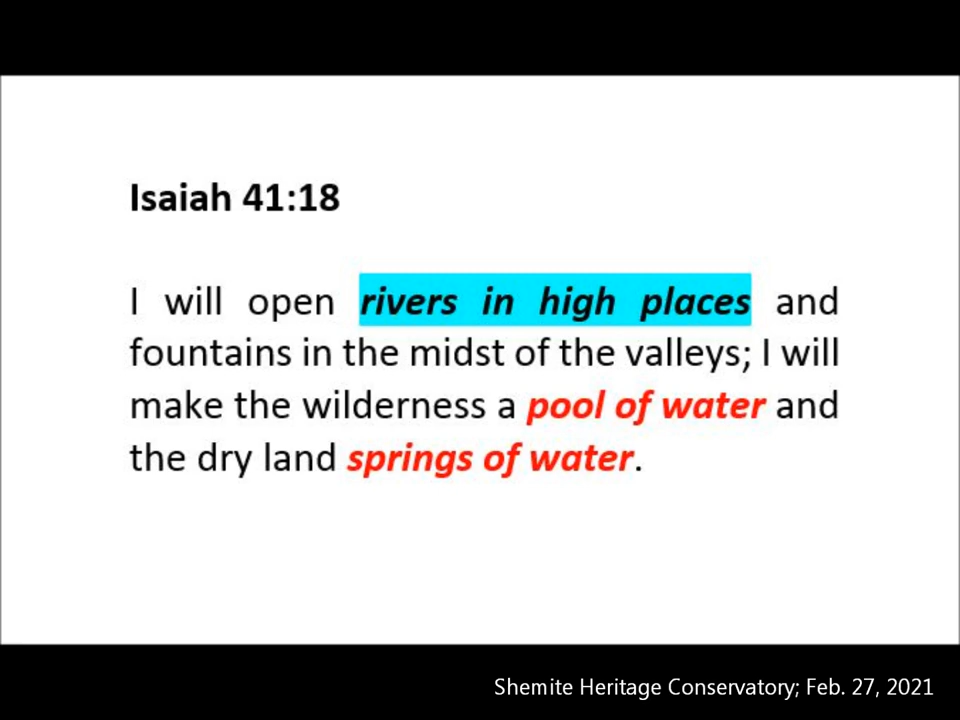 Isaiah 41:18
I will open rivers in high places and
fountains in the midst of the valleys; I will
make the wilderness a pool of water and
the dry land springs of water.
Shemite Heritage Conservatory; Feb. 27, 2021